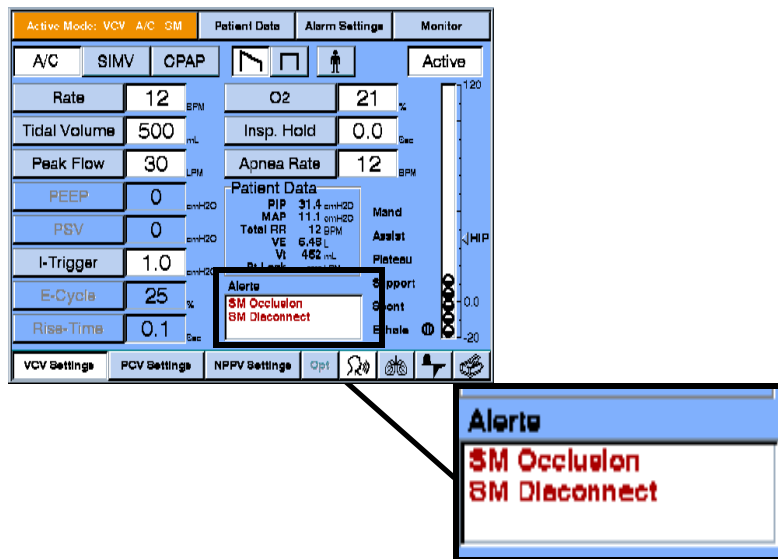 Active Mode: VCV A/C SM Patient Data Alarm Settings Monitor
A/C SIMV CPAP Active
Rate 12 BPM O2 21 %
Tidal Volume 500 mL Insp. Hold 0.0 Sec
Peak Flow 30 LPM Apnea Rate 12 BPM
PEEP 0 cmH2O
PSV 0 cmH2O
I-Trigger 1.0 cmH2O
E-Cycle 25 %
Rise-Time 0.1 Sec
Patient Data
PIP 31.4 cmH2O
MAP 11.1 cmH2O
Total RR 12 BPM
VE 5.48 L
Vt 452 mL
Alerts
SM Occlusion
SM Disconnect
Mand
Assist
Plateau
Support
Spont
Exhale
120
HIP
0.0
-20
VCV Settings PCV Settings NPPV Settings Opt
Alerts
SM Occlusion
SM Disconnect